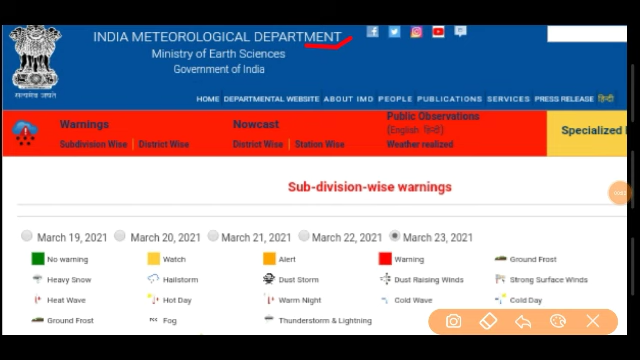 INDIA METEOROLOGICAL DEPARTMENT
Ministry of Earth Sciences
Government of India
सत्यमेव जयते
HOME DEPARTMENTAL WEBSITE ABOUT IMD PEOPLE PUBLICATIONS SERVICES PRESS RELEASE हिन्दी
Warnings
Subdivision Wise | District Wise
Nowcast
District Wise | Station Wise
Public Observations
(English हिन्दी)
Weather realized
Specialized
Sub-division-wise warnings
March 19, 2021 March 20, 2021 March 21, 2021 March 22, 2021 March 23, 2021
No warning Watch Alert Warning Ground Frost
Heavy Snow Hailstorm Dust Storm Dust Raising Winds Strong Surface Winds
Heat Wave Hot Day Warm Night Cold Wave Cold Day
Ground Frost Fog Thunderstorm & Lightning